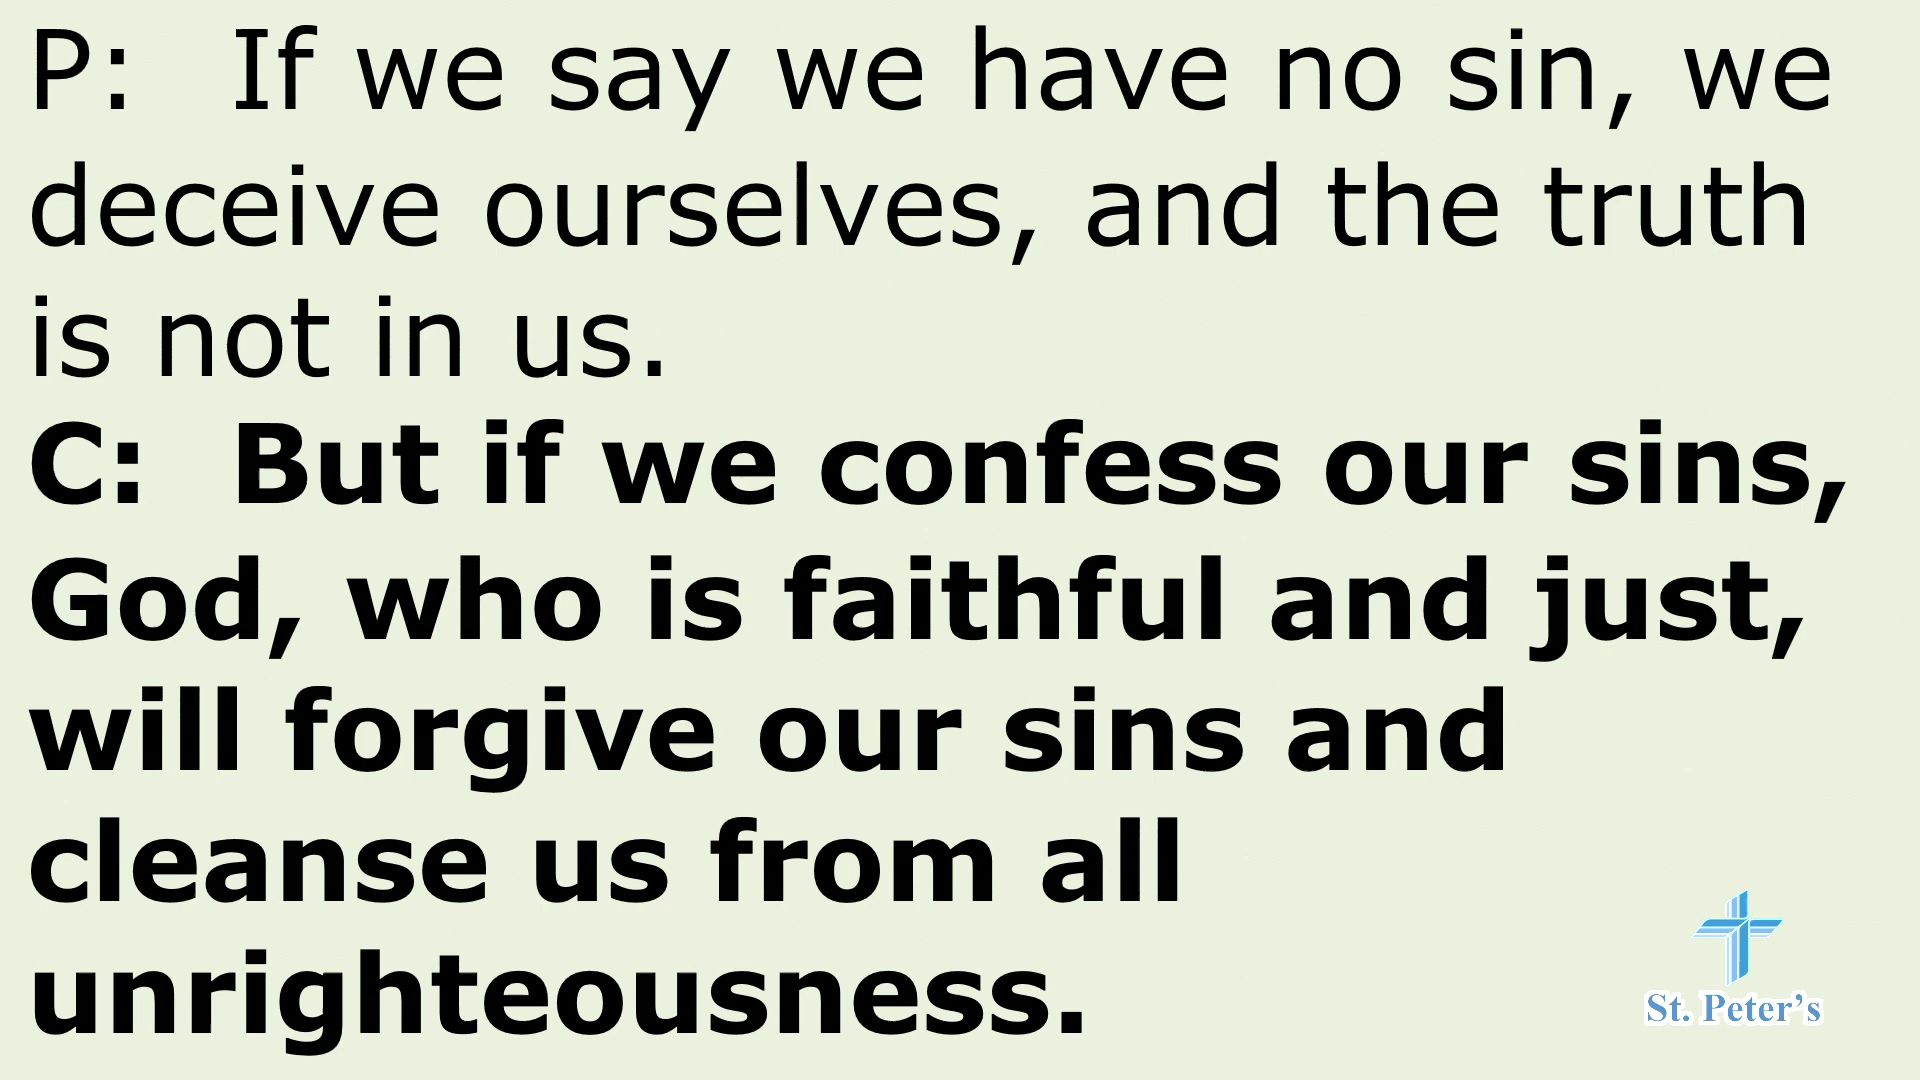 P: If we say we have no sin, we
deceive ourselves, and the truth
is not in us.
C: But if we confess our sins,
God, who is faithful and just,
will forgive our sins and
cleanse us from all
unrighteousness.
St. Peter’s